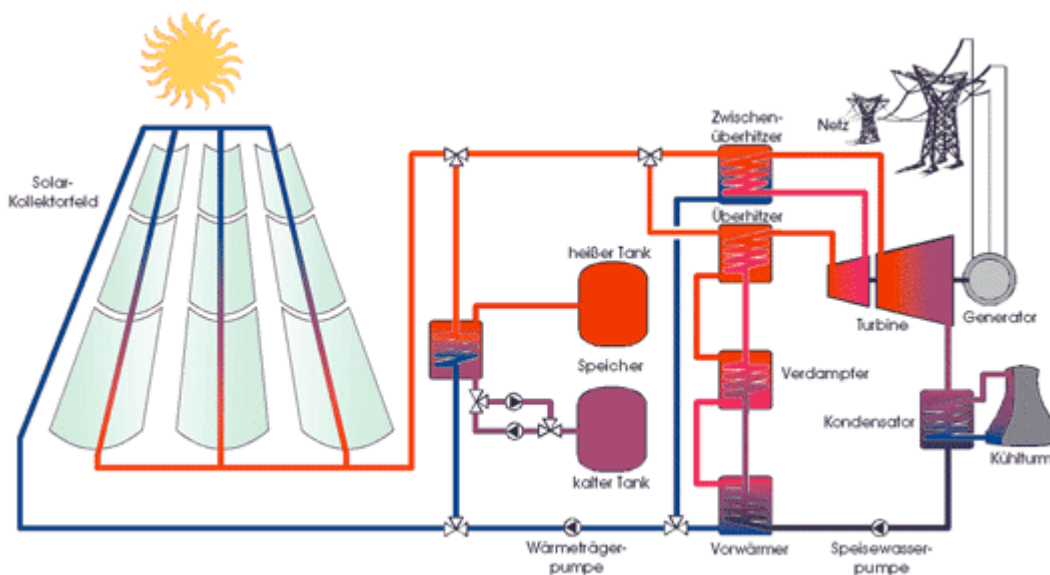 Solar-
Kollektorfeld
Zwischen-
überhitzer
Netz
Überhitzer
heißer Tank
Speicher
kalter Tank
Turbine
Generator
Verdampfer
Kondensator
Kühlturm
Wärmeträger-
pumpe
Vorwärmer
Speisewasser-
pumpe